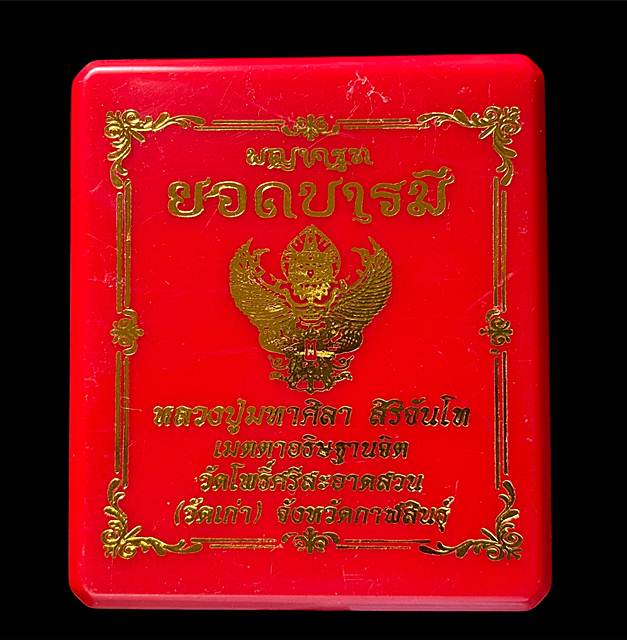 พญาครุฑ
ยอดบารมี
หลวงปู่มหาศิลา สิริจันโท
เมตตาอธิษฐานจิต
วัดโพธิ์ศรีสะอาดสวน
(วัดเก่า) จังหวัดกาฬสินธุ์